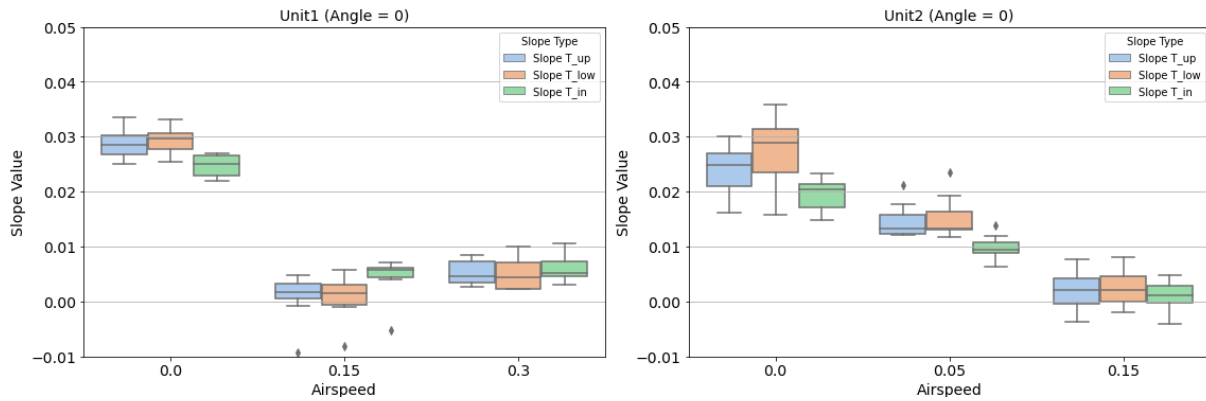 Unit1 (Angle = 0)
0.05
0.04
0.03
0.02
0.01
0.00
−0.01
Slope Value
Slope Type
Slope T_up
Slope T_low
Slope T_in
0.0
0.15
0.3
Airspeed
Unit2 (Angle = 0)
0.05
0.04
0.03
0.02
0.01
0.00
−0.01
Slope Value
Slope Type
Slope T_up
Slope T_low
Slope T_in
0.0
0.05
0.15
Airspeed